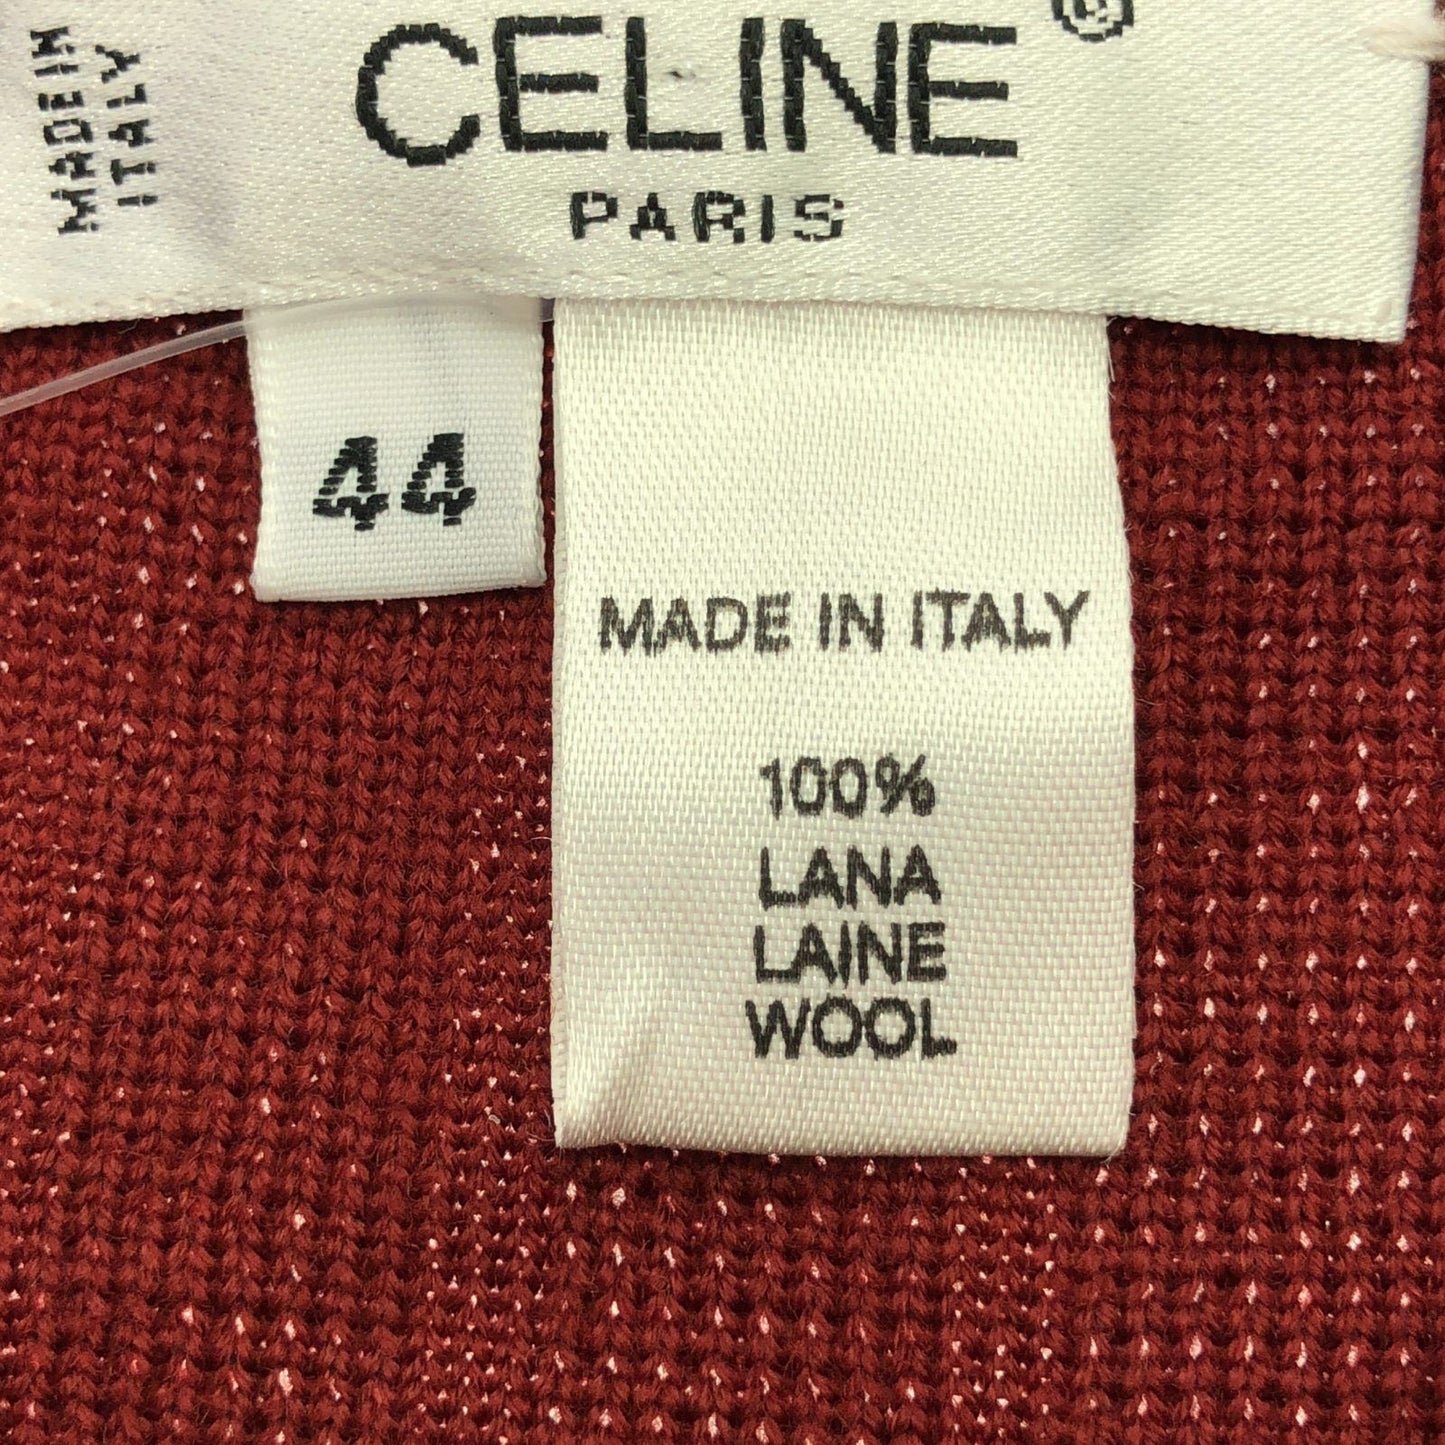 MADE IN
ITALY
CELINE®
PARIS
44
MADE IN ITALY
100%
LANA
LAINE
WOOL